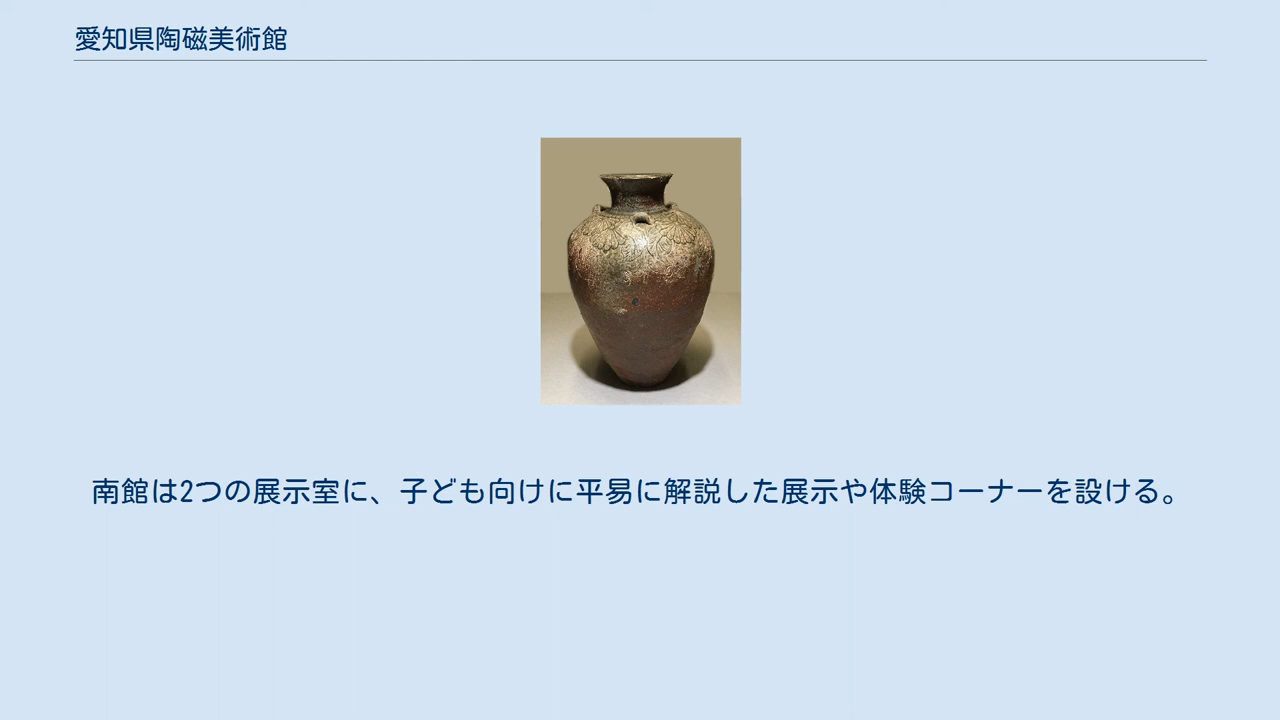 愛知県陶磁美術館
南館は2つの展示室に、子ども向けに平易に解説した展示や体験コーナーを設ける。